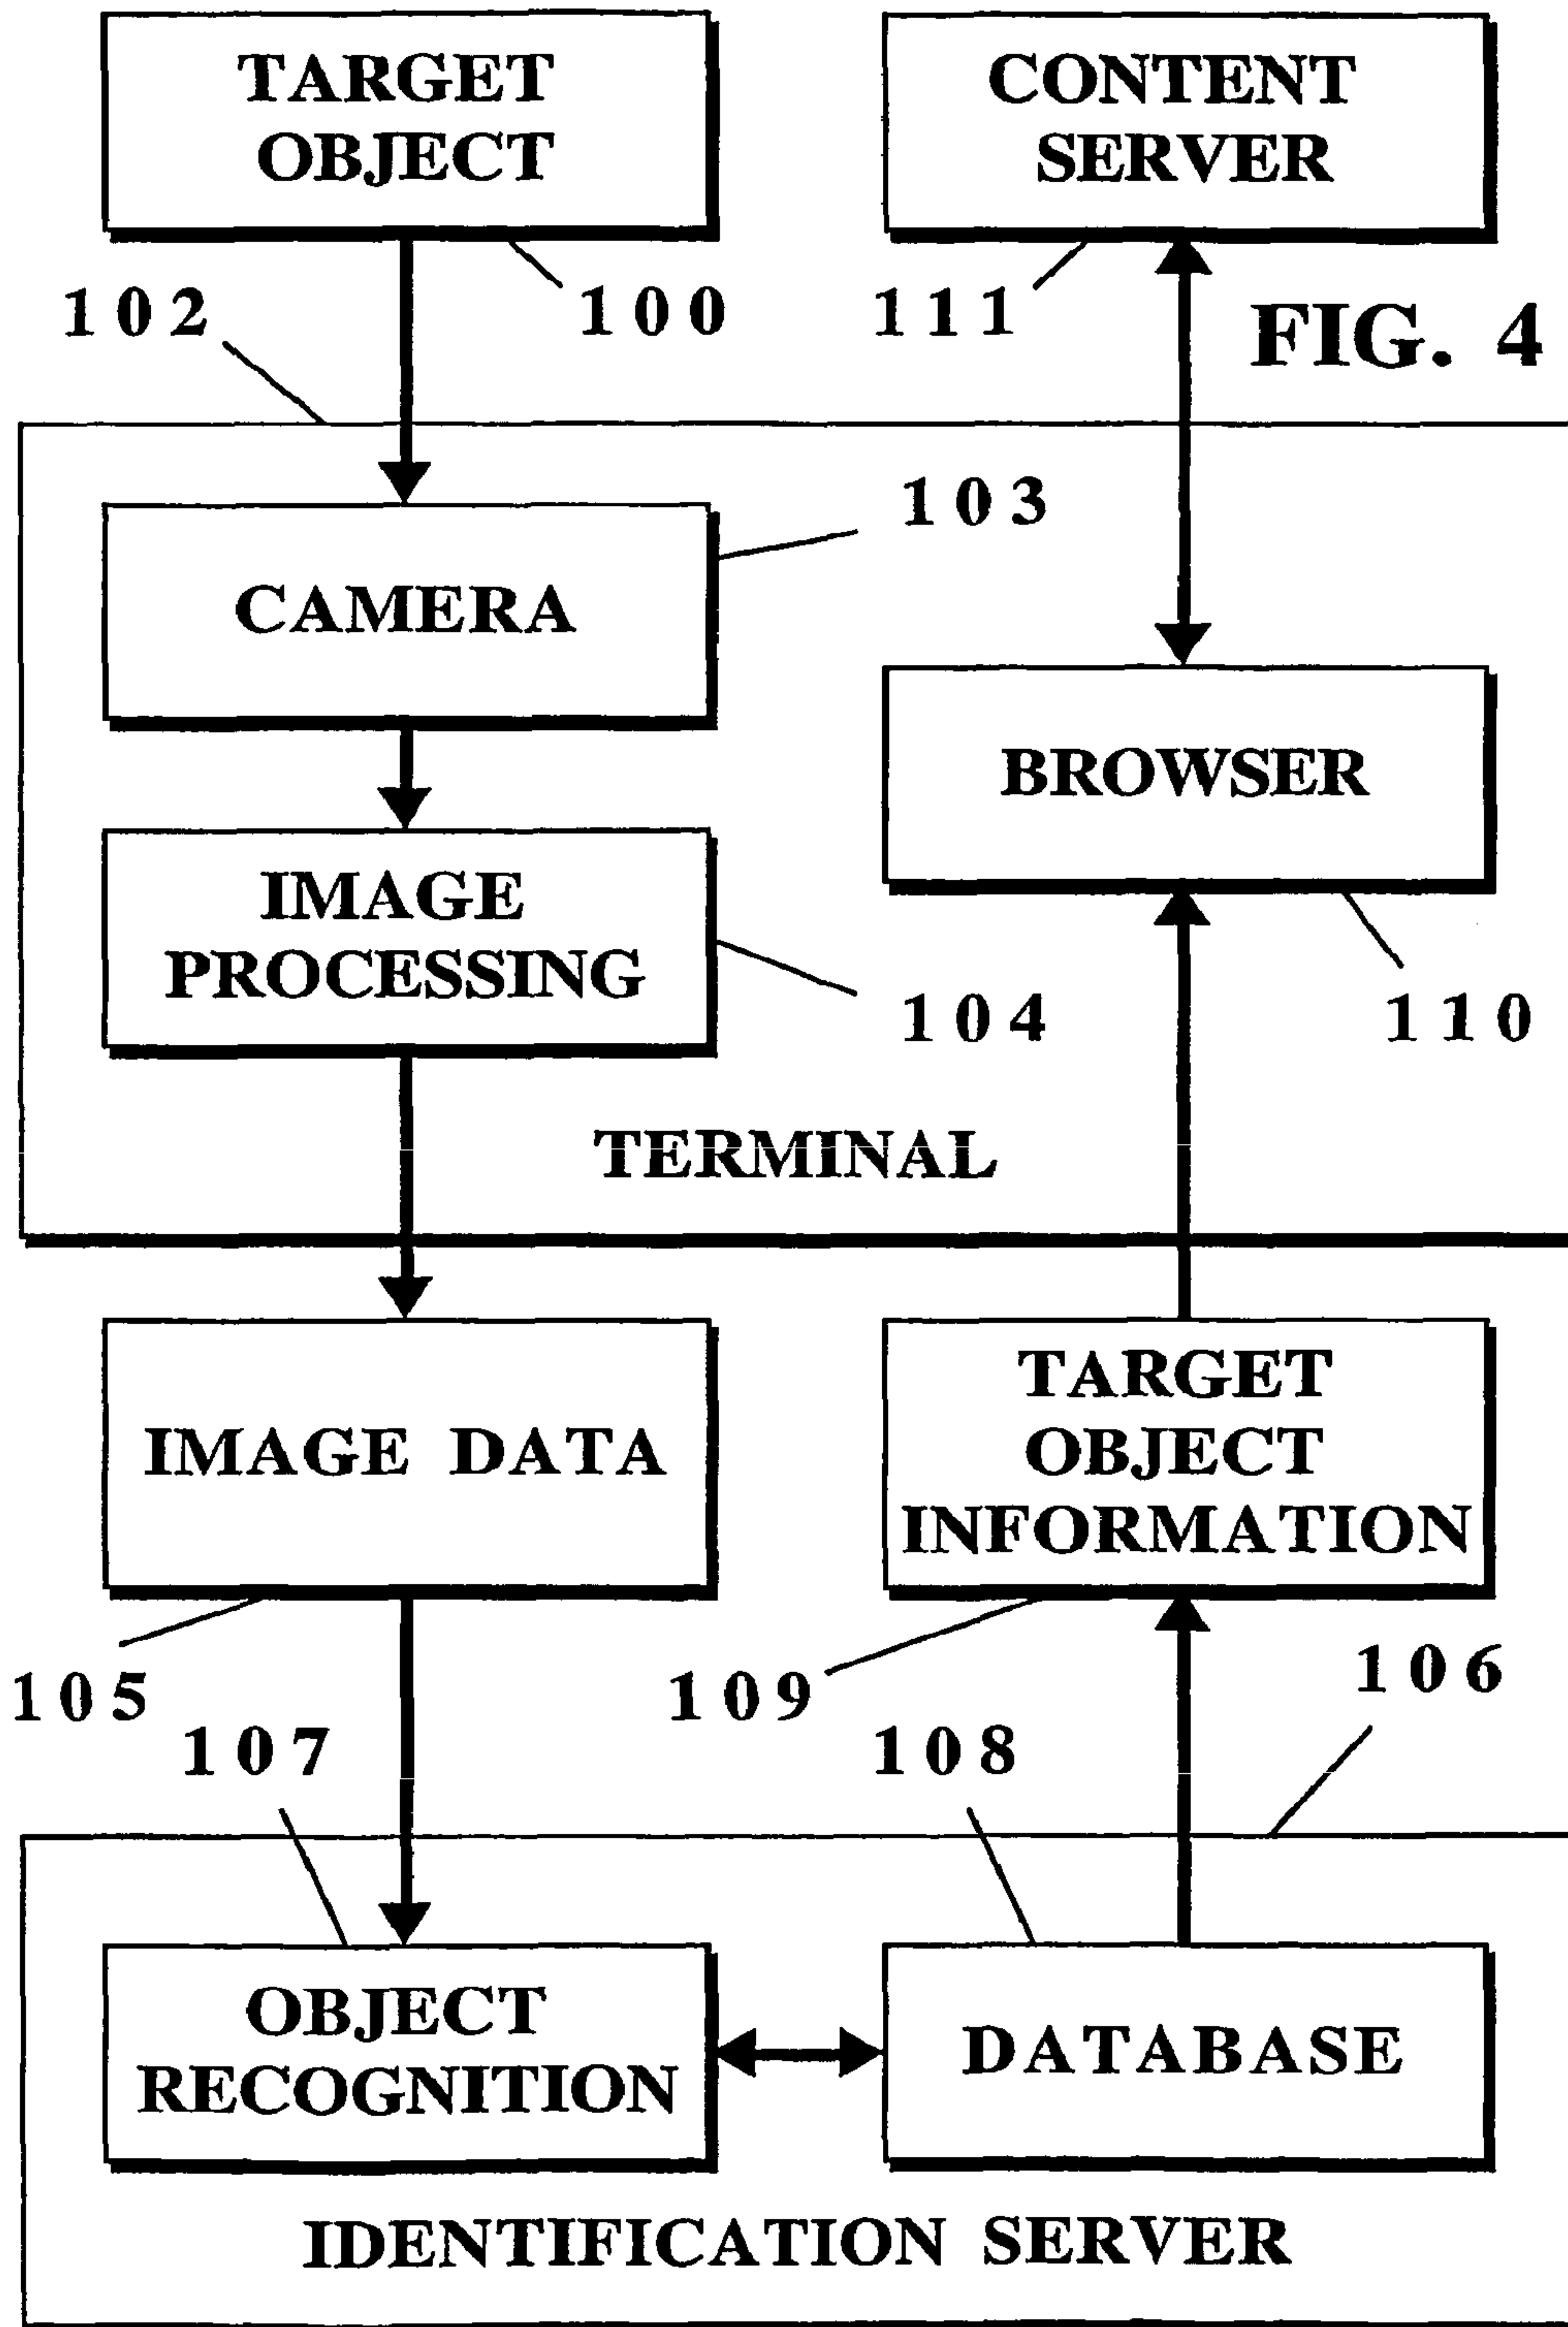 TARGET
OBJECT
CONTENT
SERVER
102
100
111
FIG. 4
103
CAMERA
BROWSER
IMAGE
PROCESSING
104
110
TERMINAL
IMAGE DATA
TARGET
OBJECT
INFORMATION
105
109
106
107
108
OBJECT
RECOGNITION
DATABASE
IDENTIFICATION SERVER